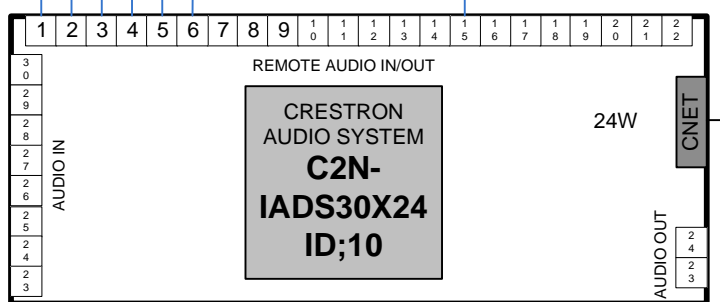 1 2 3 4 5 6 7 8 9 10 11 12 13 14 15 16 17 18 19 20 21 22
REMOTE AUDIO IN/OUT
30
29
28
27
26
25
24
23
AUDIO IN
CRESTRON
AUDIO SYSTEM
C2N-
IADS30X24
ID;10
24W
CNET
AUDIO OUT
24
23